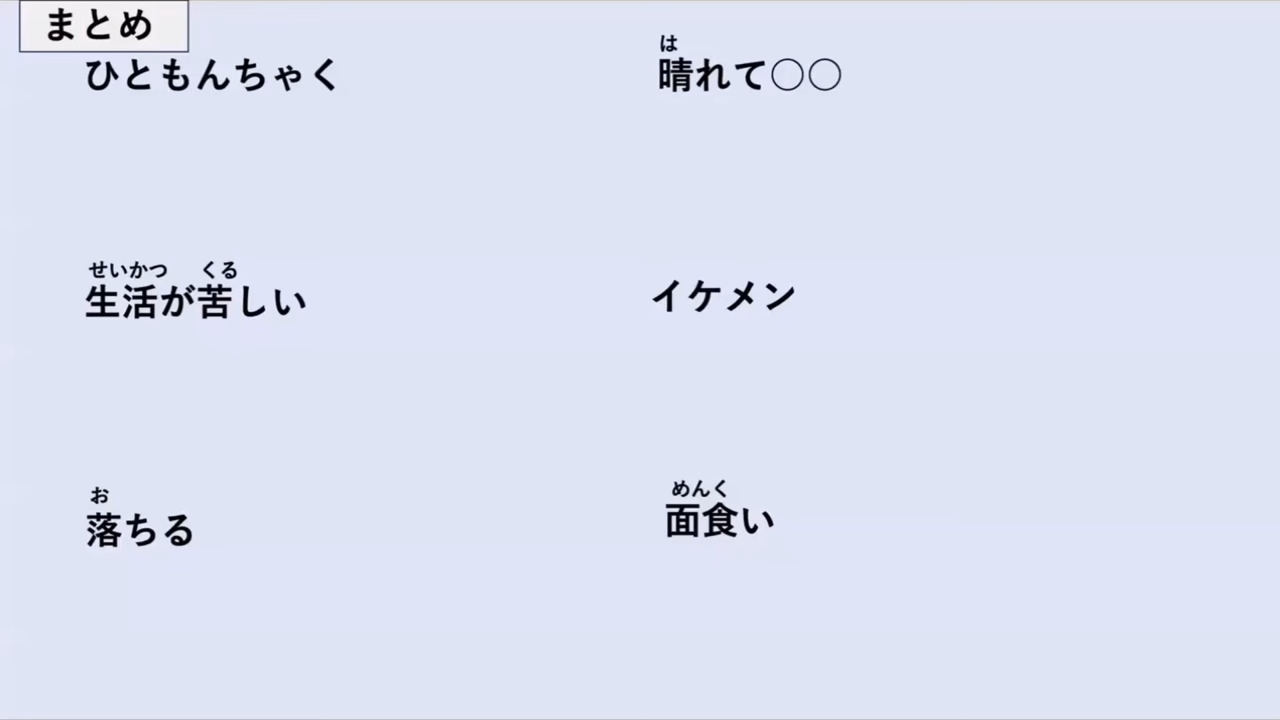 まとめ
ひともんちゃく
は
晴れて○○
せいかつ くる
生活が苦しい
イケメン
お
落ちる
めんく
面食い